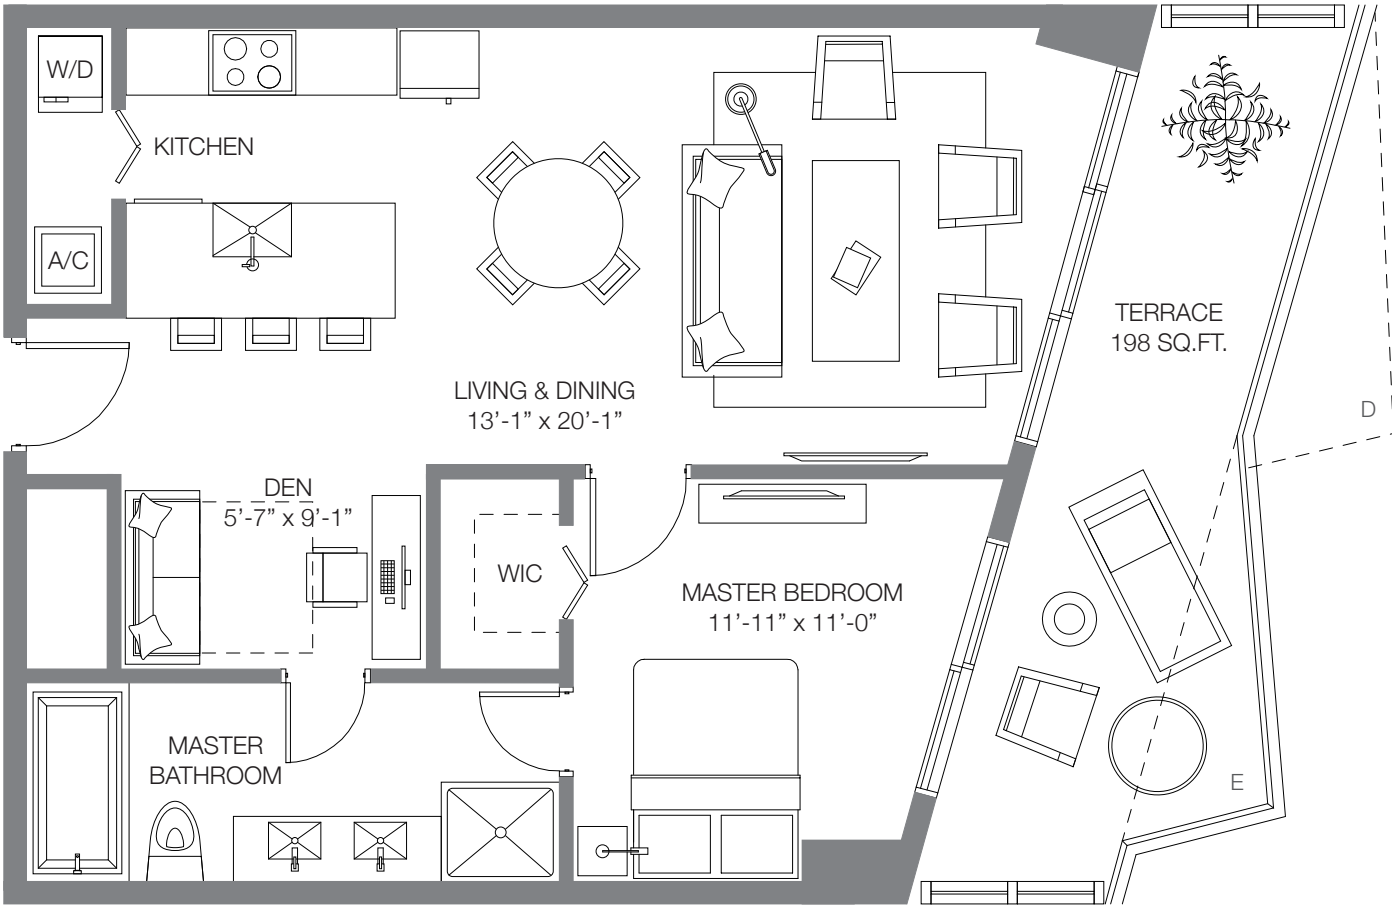 W/D
KITCHEN
A/C
TERRACE
198 SQ.FT.
LIVING & DINING
13’-1” x 20’-1”
D
DEN
5’-7” x 9’-1”
WIC
MASTER BEDROOM
11’-11” x 11’-0”
MASTER
BATHROOM
E